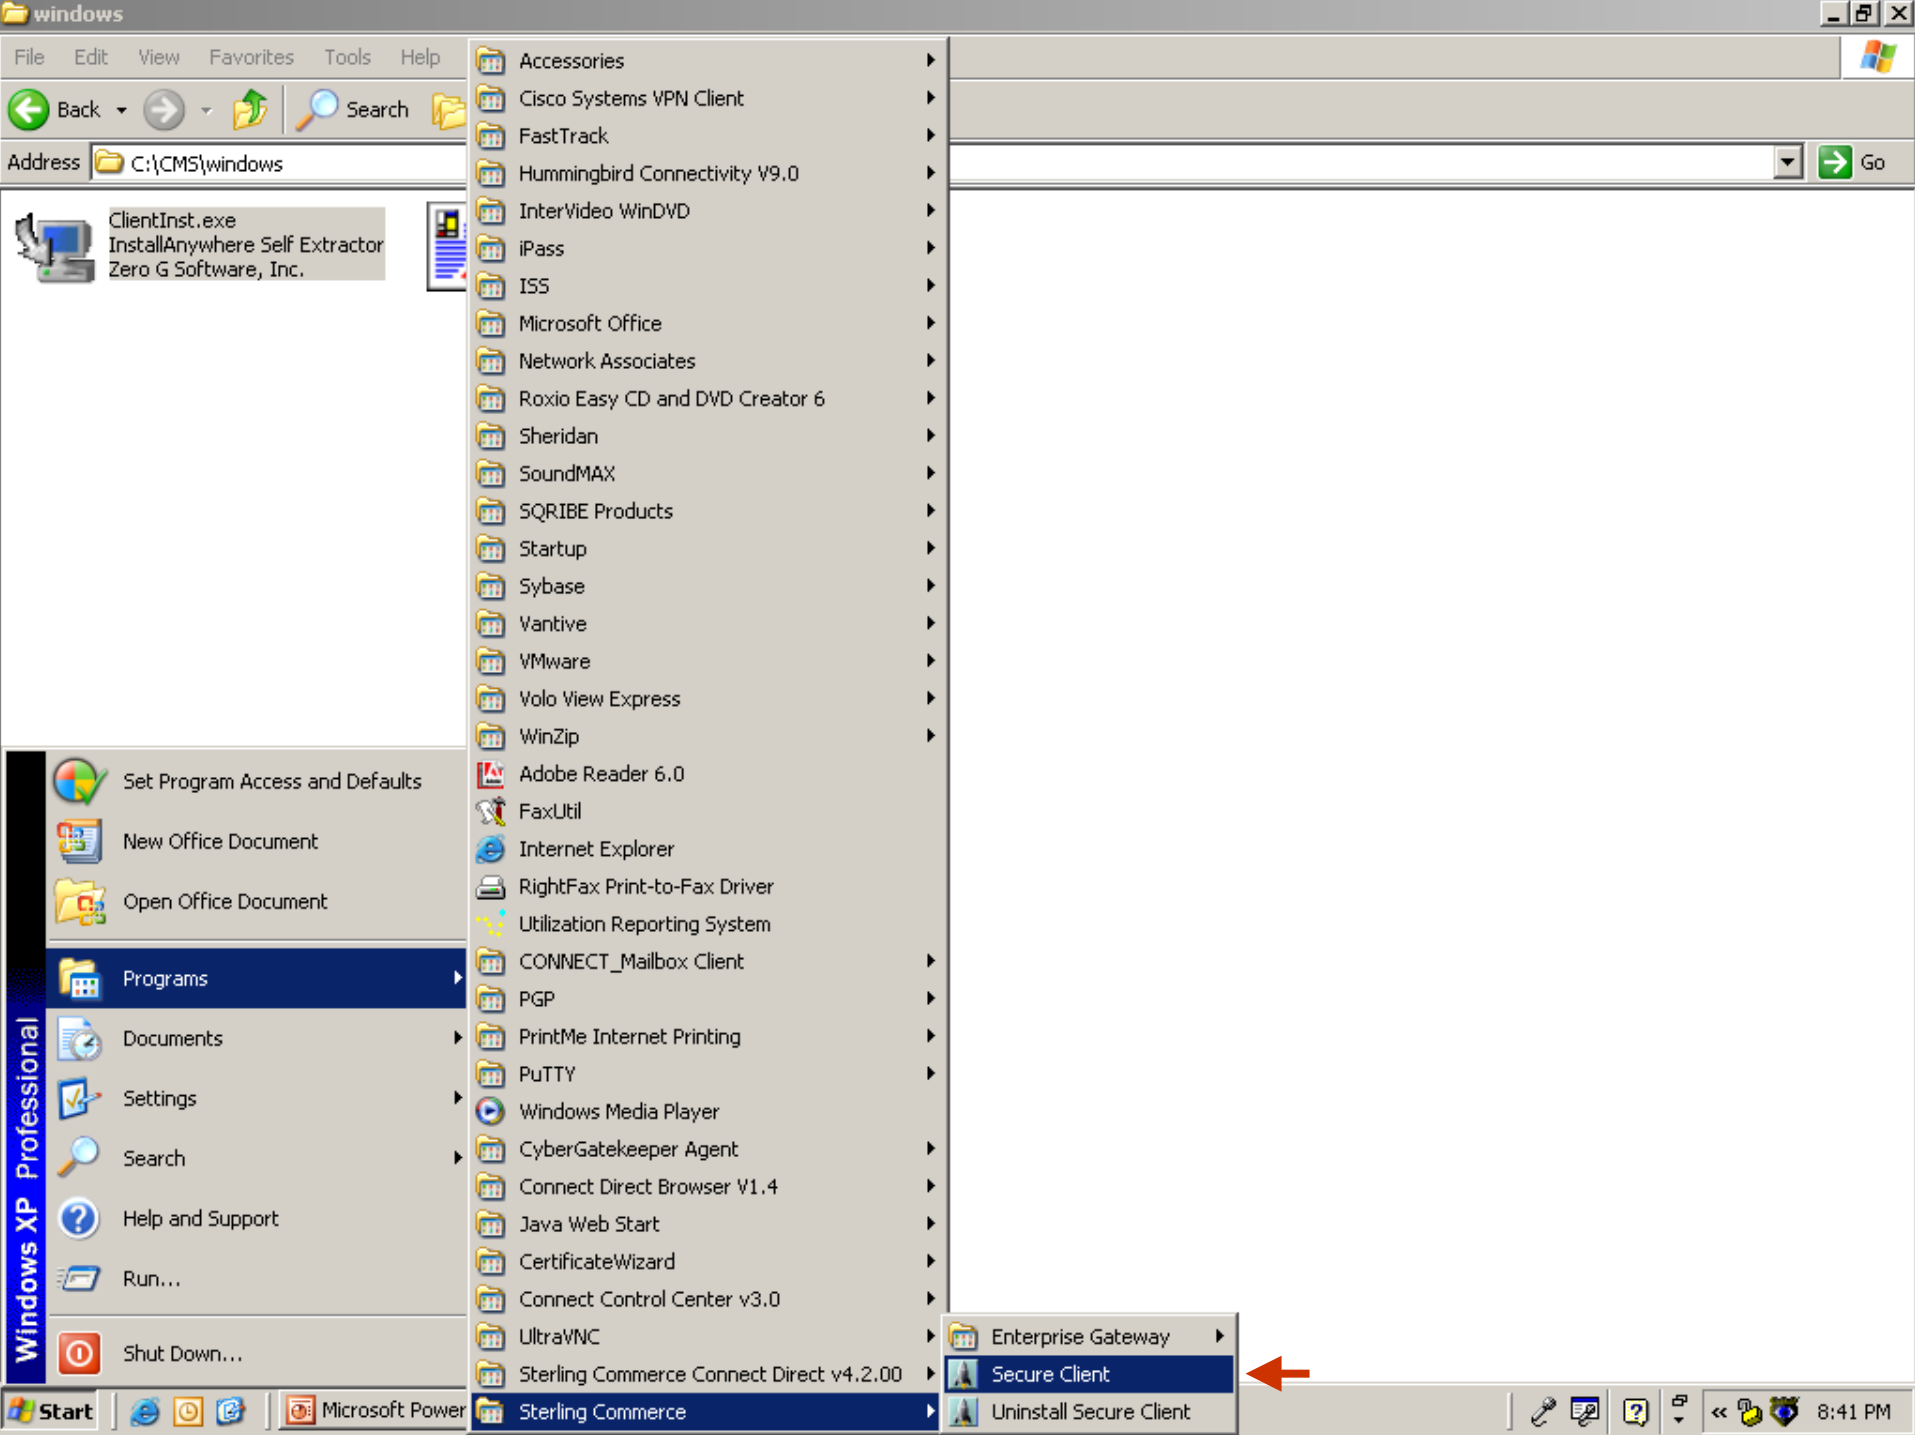 windows
File Edit View Favorites Tools Help
Back Search
Address C:\CMS\windows Go
ClientInst.exe
InstallAnywhere Self Extractor
Zero G Software, Inc.
Accessories
Cisco Systems VPN Client
FastTrack
Hummingbird Connectivity V9.0
InterVideo WinDVD
iPass
ISS
Microsoft Office
Network Associates
Roxio Easy CD and DVD Creator 6
Sheridan
SoundMAX
SQRIBE Products
Startup
Sybase
Vantive
VMware
Volo View Express
WinZip
Adobe Reader 6.0
FaxUtil
Internet Explorer
RightFax Print-to-Fax Driver
Utilization Reporting System
CONNECT_Mailbox Client
PGP
PrintMe Internet Printing
PuTTY
Windows Media Player
CyberGatekeeper Agent
Connect Direct Browser V1.4
Java Web Start
CertificateWizard
Connect Control Center v3.0
UltraVNC
Sterling Commerce Connect Direct v4.2.00
Sterling Commerce
Set Program Access and Defaults
New Office Document
Open Office Document
Programs
Documents
Settings
Search
Help and Support
Run...
Shut Down...
Windows XP Professional
Enterprise Gateway
Secure Client
Uninstall Secure Client
Start Microsoft Power 8:41 PM